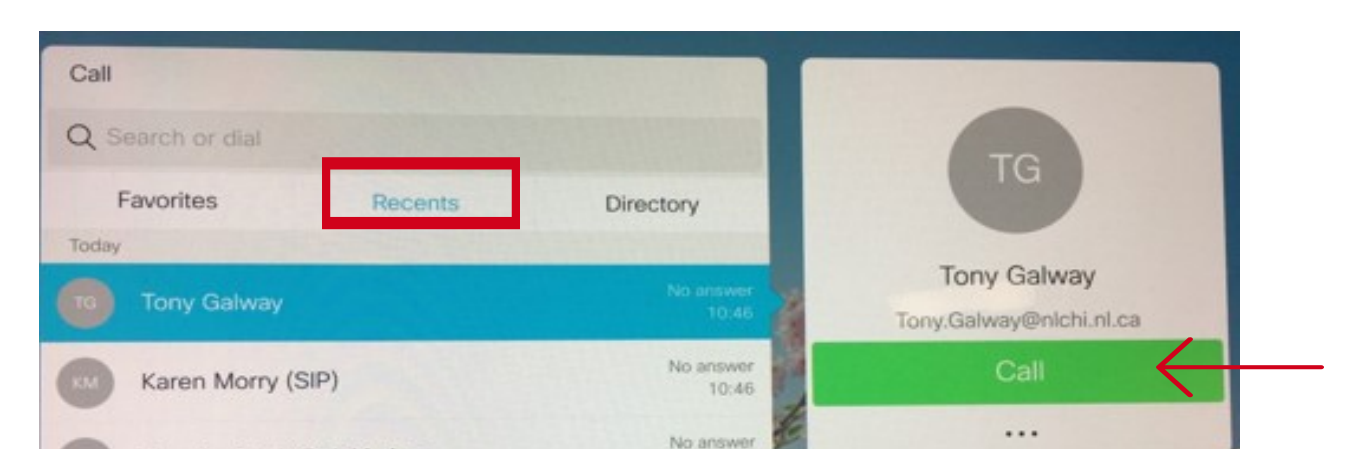 Call
Search or dial
Favorites Recents Directory
Today
TG Tony Galway No answer
10:46
KM Karen Morry (SIP) No answer
10:46
No answer
TG
Tony Galway
Tony.Galway@nlchi.nl.ca
Call
...